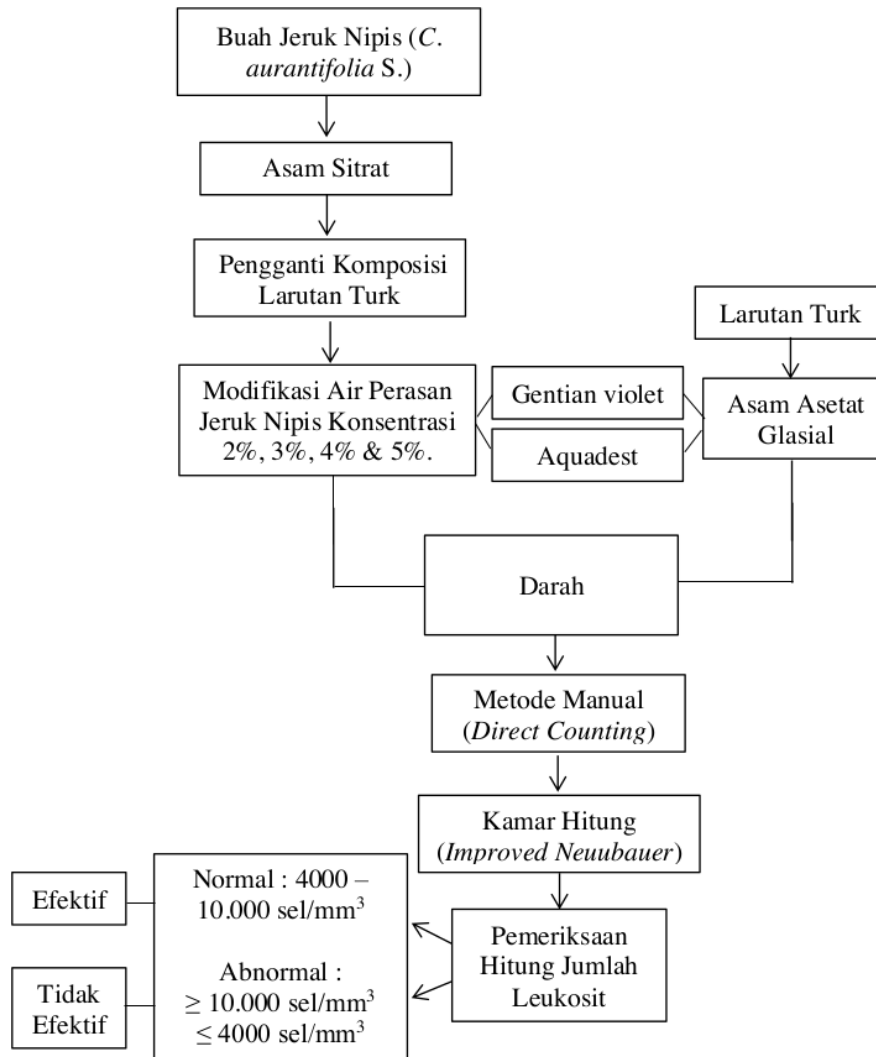 Buah Jeruk Nipis (C.
aurantifolia S.)
Asam Sitrat
Pengganti Komposisi
Larutan Turk
Larutan Turk
Modifikasi Air Perasan
Jeruk Nipis Konsentrasi
2%, 3%, 4% & 5%.
Gentian violet
Aquadest
Asam Asetat
Glasial
Darah
Metode Manual
(Direct Counting)
Kamar Hitung
(Improved Neuubauer)
Pemeriksaan
Hitung Jumlah
Leukosit
Normal : 4000 –
10.000 sel/mm³
Abnormal :
≥ 10.000 sel/mm³
≤ 4000 sel/mm³
Efektif
Tidak
Efektif